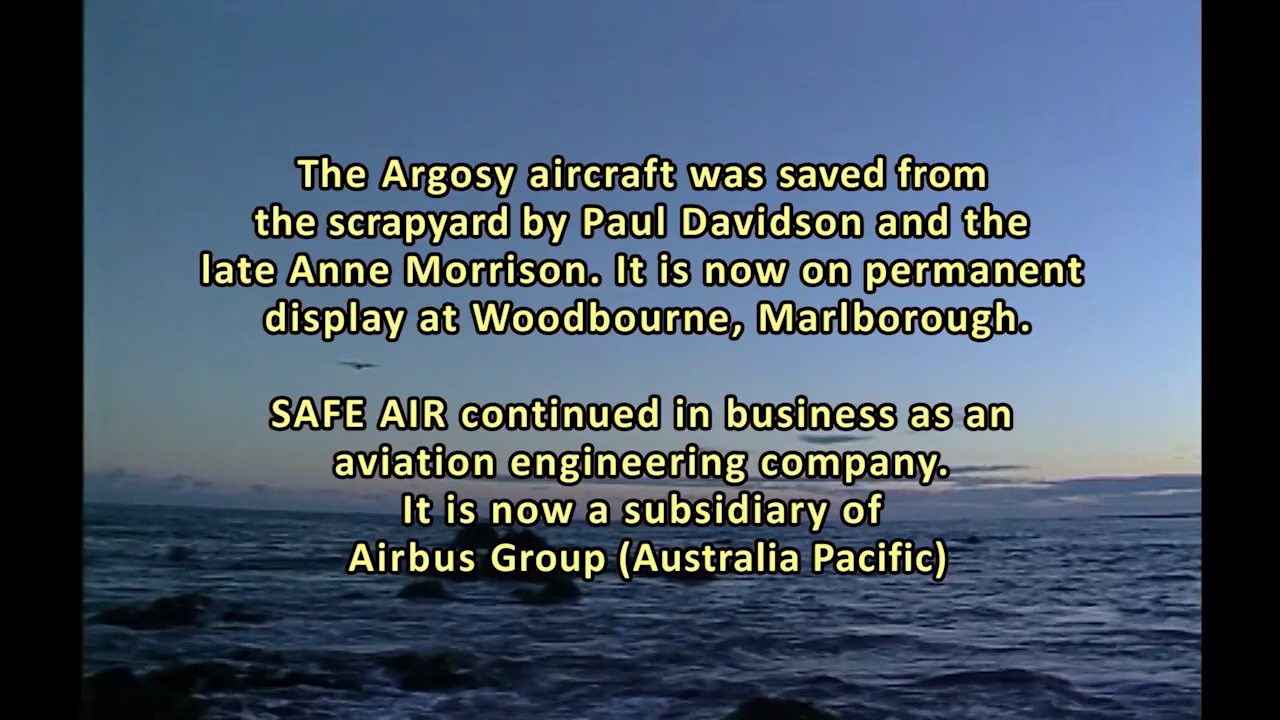 The Argosy aircraft was saved from
the scrapyard by Paul Davidson and the
late Anne Morrison. It is now on permanent
display at Woodbourne, Marlborough.
SAFE AIR continued in business as an
aviation engineering company.
It is now a subsidiary of
Airbus Group (Australia Pacific)